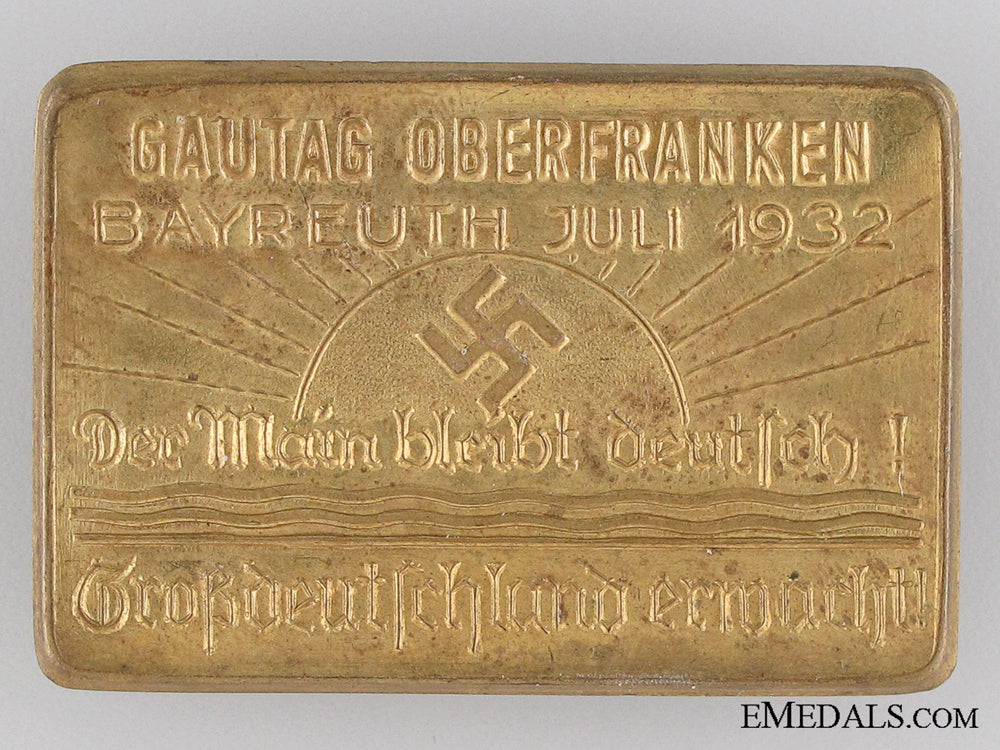 GAUTAG OBERFRANKEN
BAYREUTH JULI 1932
Der Main bleibt deutſch!
Großdeutſchland erwacht!
EMEDALS.COM